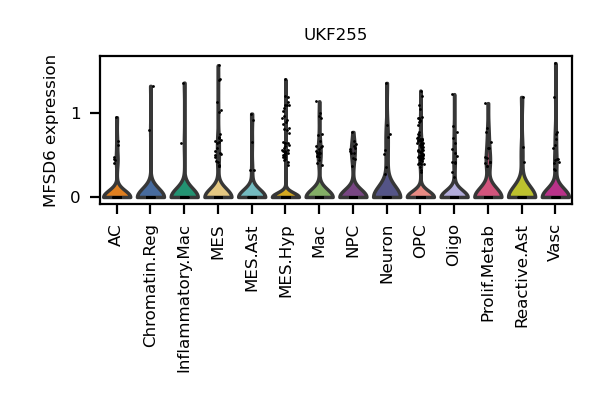 UKF255
MFSD6 expression
1
0
AC
Chromatin.Reg
Inflammatory.Mac
MES
MES.Ast
MES.Hyp
Mac
NPC
Neuron
OPC
Oligo
Prolif.Metab
Reactive.Ast
Vasc